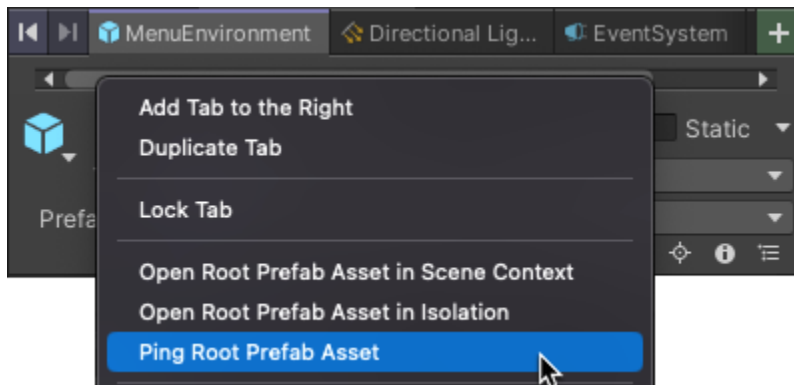 MenuEnvironment
Directional Lig...
EventSystem
Add Tab to the Right
Static
Duplicate Tab
Lock Tab
Prefa
Open Root Prefab Asset in Scene Context
Open Root Prefab Asset in Isolation
Ping Root Prefab Asset